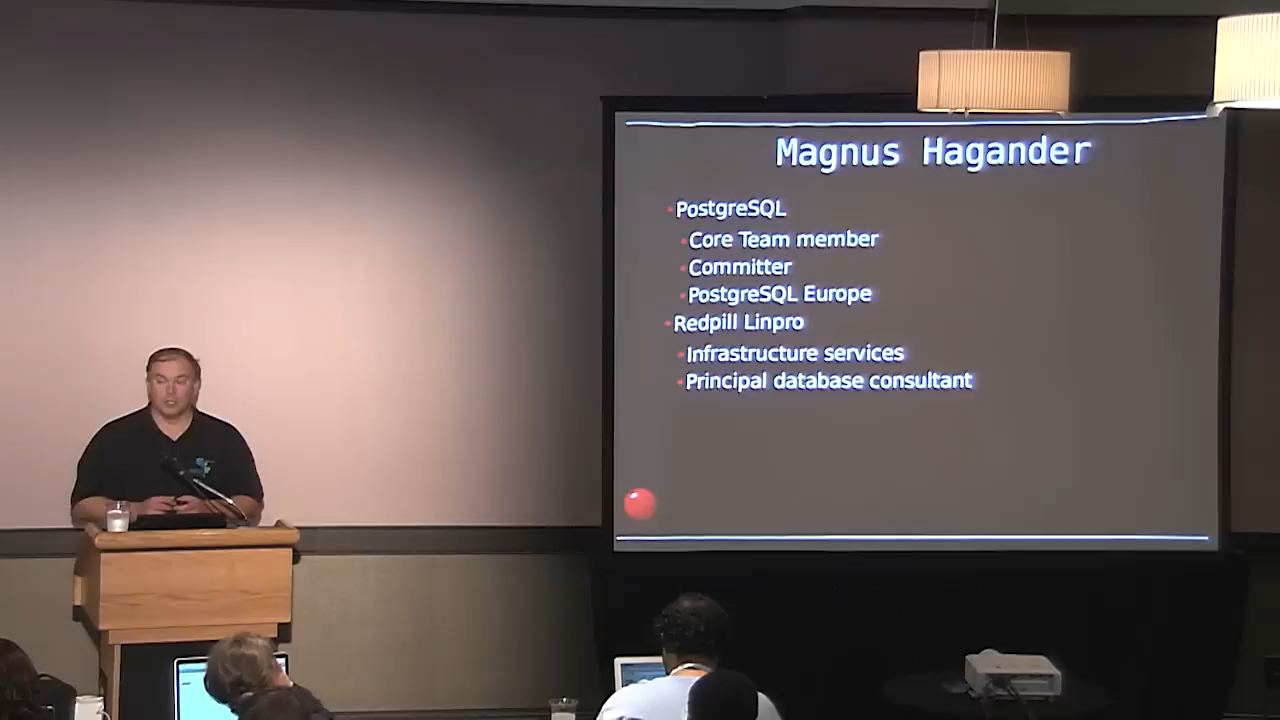 Magnus Hagander
PostgreSQL
Core Team member
Committer
PostgreSQL Europe
Redpill Linpro
Infrastructure services
Principal database consultant